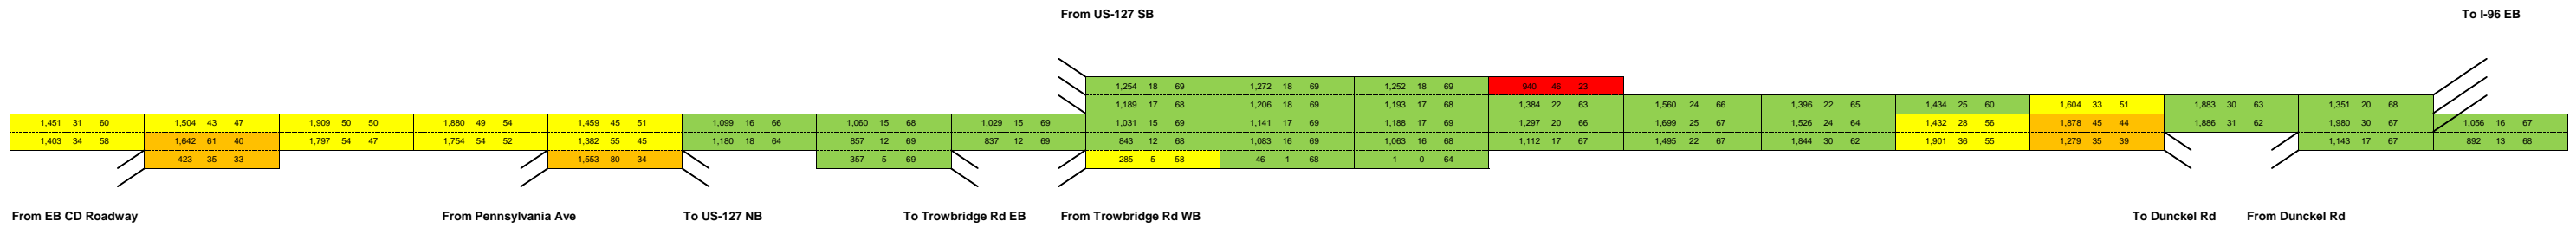 From US-127 SB To I-96 EB
1,254 18 69 1,272 18 69 1,252 18 69 940 46 23
1,189 17 68 1,206 18 69 1,193 17 68 1,384 22 63 1,560 24 66 1,396 22 65 1,434 25 60 1,604 33 51 1,883 30 63 1,351 20 68
1,451 31 60 1,504 43 47 1,909 50 50 1,880 49 54 1,459 45 51 1,099 16 66 1,060 15 68 1,029 15 69 1,031 15 69 1,141 17 69 1,188 17 69 1,297 20 66 1,699 25 67 1,526 24 64 1,432 28 56 1,878 45 44 1,886 31 62 1,980 30 67 1,056 16 67
1,403 34 58 1,642 61 40 1,797 54 47 1,754 54 52 1,382 55 45 1,180 18 64 857 12 69 837 12 69 843 12 68 1,083 16 69 1,063 16 68 1,112 17 67 1,495 22 67 1,844 30 62 1,901 36 55 1,279 35 39 1,143 17 67 892 13 68
423 35 33 1,553 80 34 357 5 69 285 5 58 46 1 68 1 0 64
From EB CD Roadway From Pennsylvania Ave To US-127 NB To Trowbridge Rd EB From Trowbridge Rd WB To Dunckel Rd From Dunckel Rd